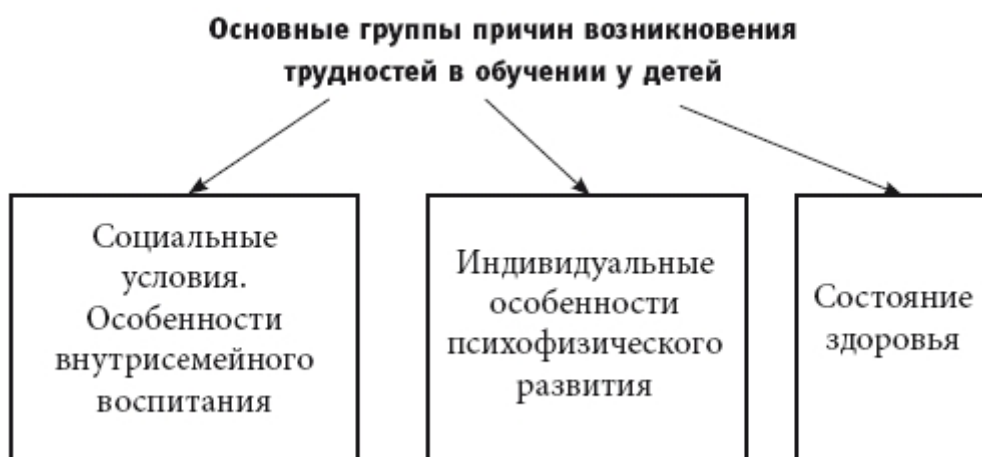 Основные группы причин возникновения
трудностей в обучении у детей
Социальные
условия.
Особенности
внутрисемейного
воспитания
Индивидуальные
особенности
психофизического
развития
Состояние
здоровья